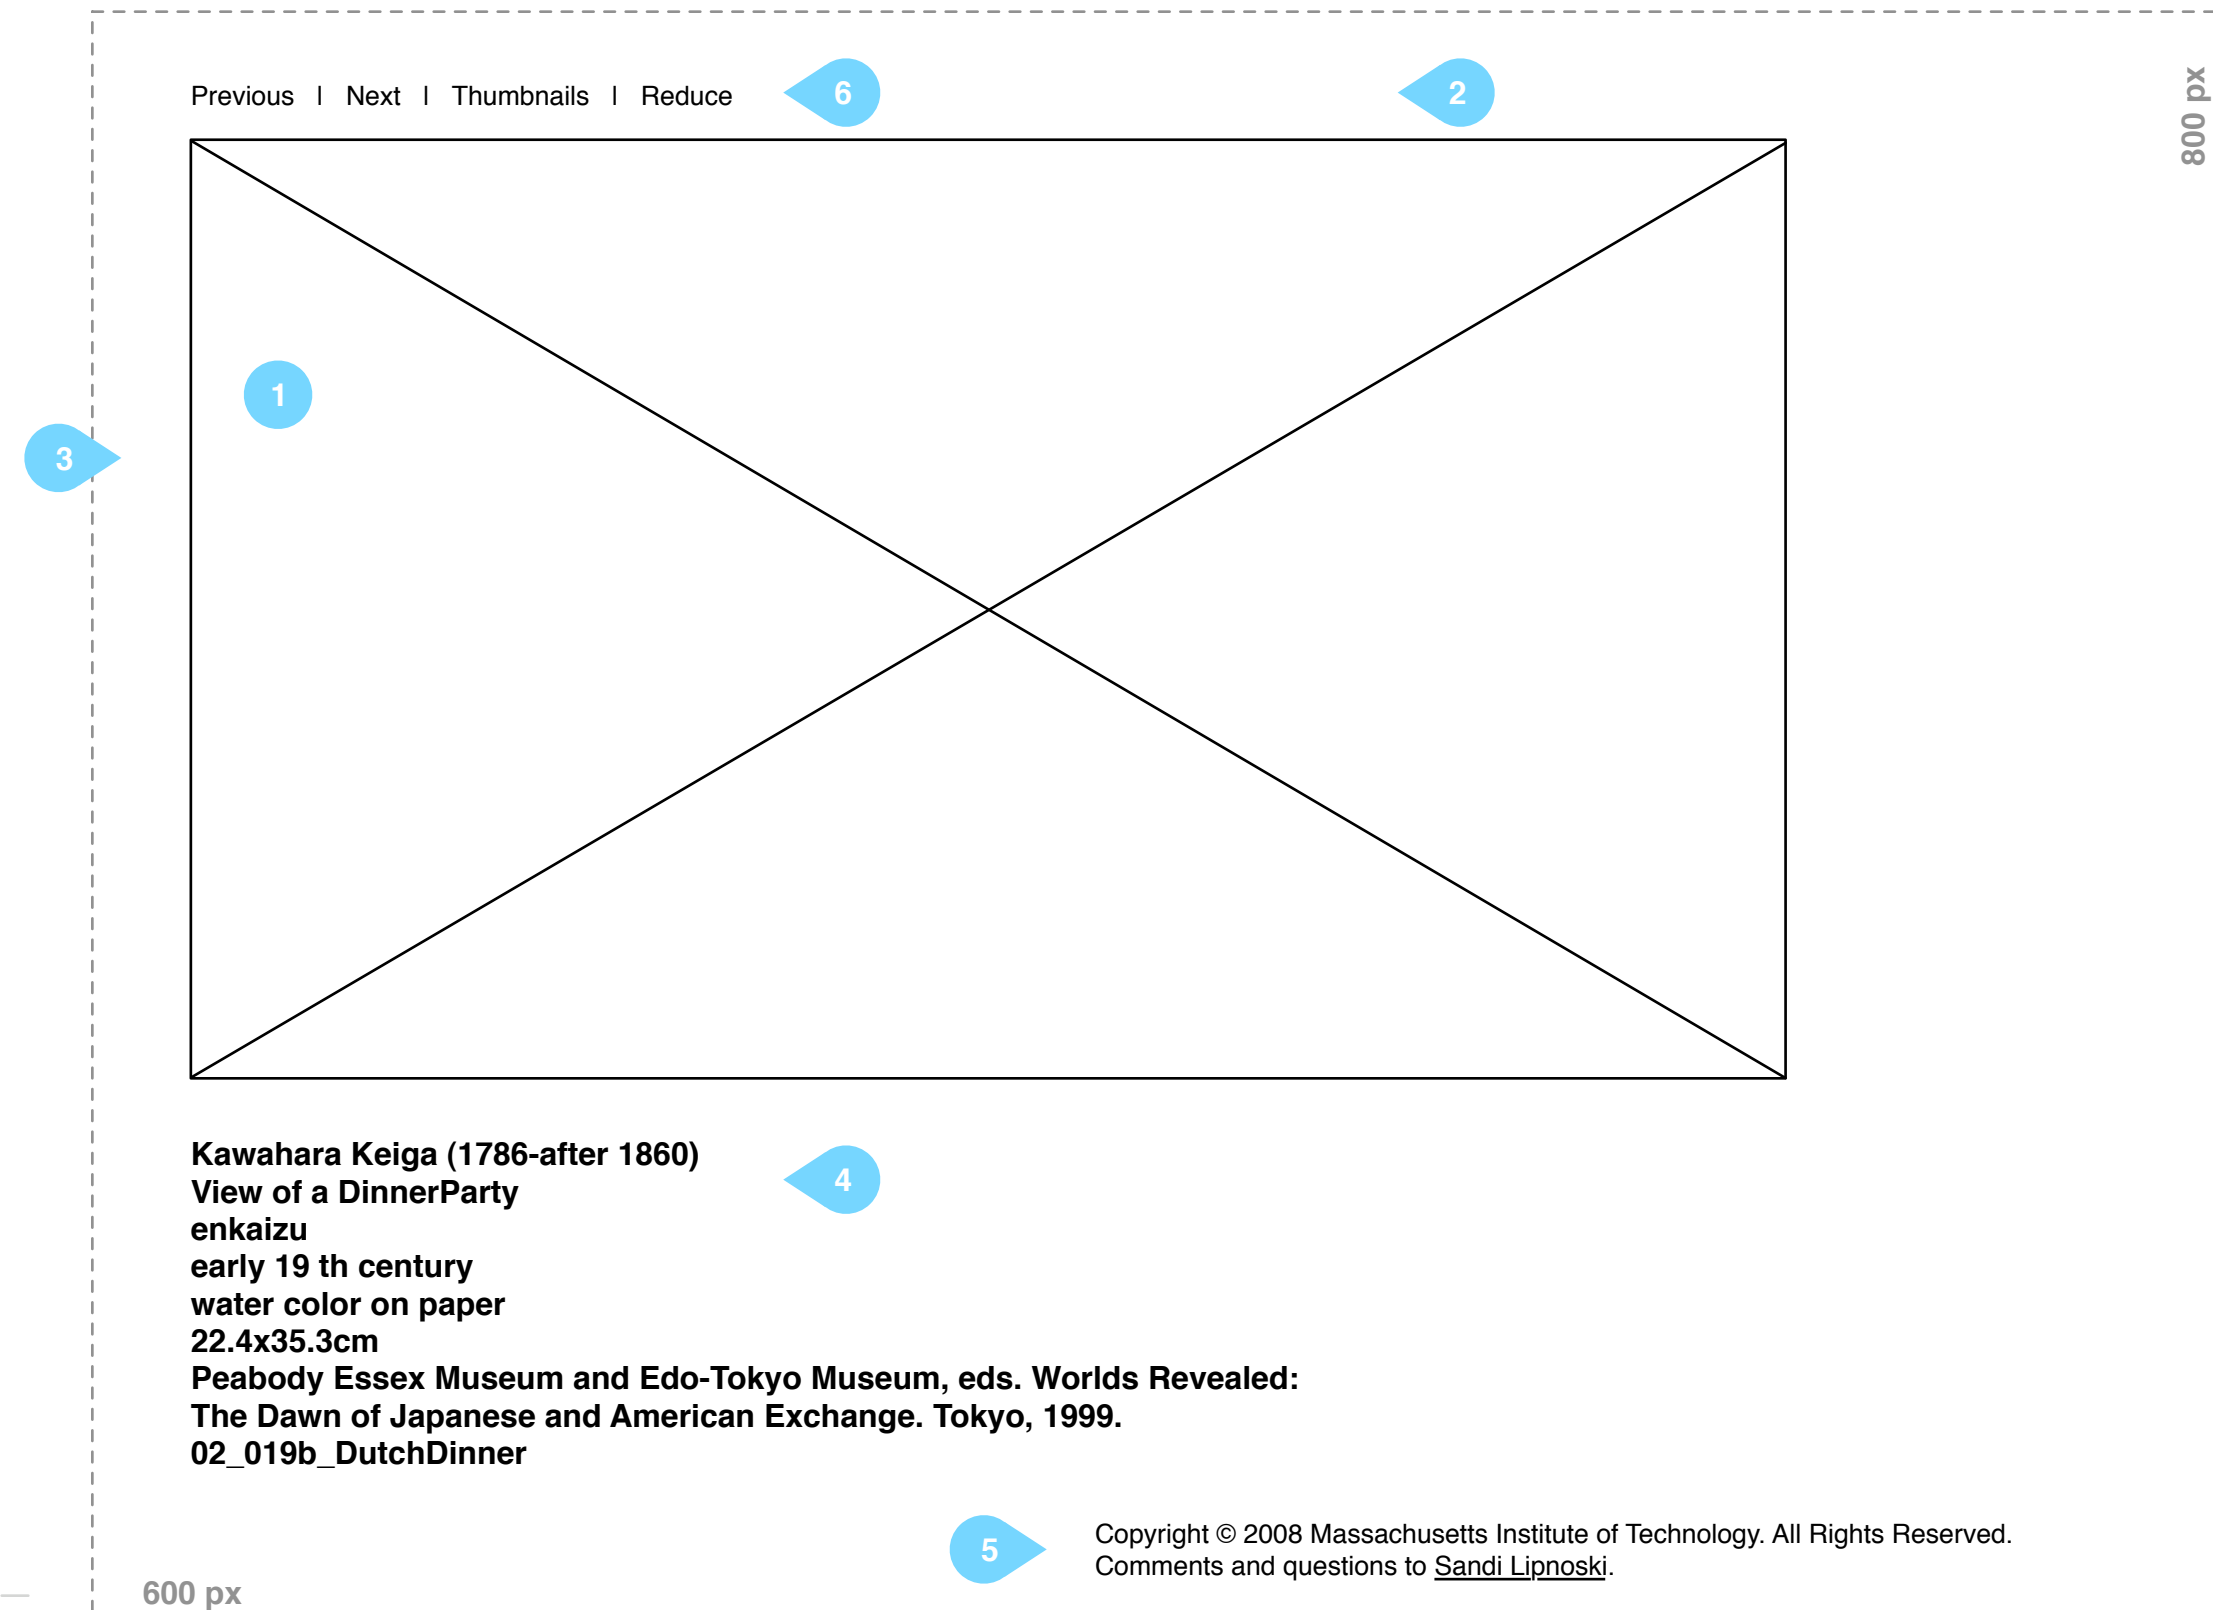 Previous | Next | Thumbnails | Reduce
6
2
800 px
1
3
Kawahara Keiga (1786-after 1860)
View of a DinnerParty
enkaizu
early 19 th century
water color on paper
22.4x35.3cm
Peabody Essex Museum and Edo-Tokyo Museum, eds. Worlds Revealed:
The Dawn of Japanese and American Exchange. Tokyo, 1999.
02_019b_DutchDinner
4
5
Copyright © 2008 Massachusetts Institute of Technology. All Rights Reserved.
Comments and questions to Sandi Lipnoski.
600 px